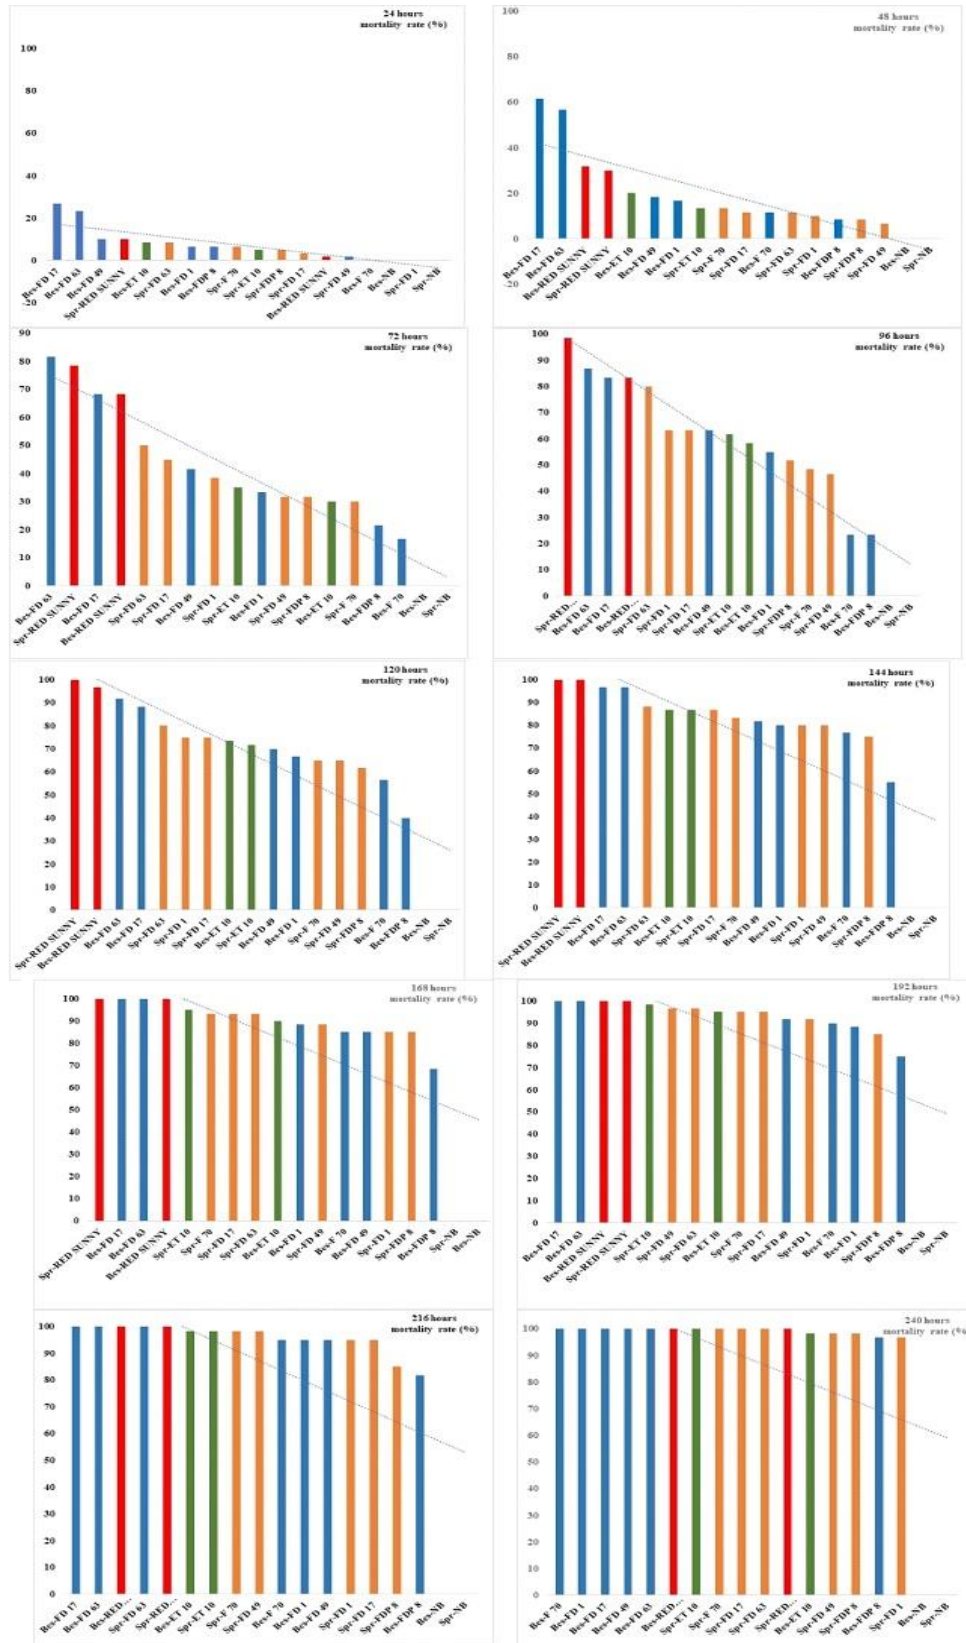 24 hours
mortality rate (%)
100
80
60
40
20
0
-20
Bes-FD 17
Bes-FD 63
Bes-FD 49
Spr-RED SUNNY
Bes-ET 10
Spr-FD 63
Bes-FD 1
Bes-FDP 8
Spr-F 70
Spr-ET 10
Spr-FDP 8
Spr-FD 17
Bes-RED SUNNY
Spr-FD 49
Bes-F 70
Bes-NB
Spr-FD 1
Spr-NB
48 hours
mortality rate (%)
100
80
60
40
20
0
-20
Bes-FD 17
Bes-FD 63
Bes-RED SUNNY
Spr-RED SUNNY
Bes-ET 10
Bes-FD 49
Bes-FD 1
Spr-ET 10
Spr-F 70
Spr-FD 17
Bes-F 70
Spr-FD 63
Spr-FD 1
Bes-FDP 8
Spr-FDP 8
Spr-FD 49
Bes-NB
Spr-NB
72 hours
mortality rate (%)
90
80
70
60
50
40
30
20
10
0
Bes-FD 63
Spr-RED SUNNY
Bes-FD 17
Bes-RED SUNNY
Spr-FD 63
Spr-FD 17
Bes-FD 49
Spr-FD 1
Spr-ET 10
Bes-FD 1
Spr-FD 49
Spr-FDP 8
Bes-ET 10
Spr-F 70
Bes-FDP 8
Bes-F 70
Bes-NB
Spr-NB
96 hours
mortality rate (%)
100
90
80
70
60
50
40
30
20
10
0
Spr-RED...
Bes-FD 63
Bes-FD 17
Bes-RED...
Spr-FD 63
Spr-FD 1
Spr-FD 17
Bes-FD 49
Spr-ET 10
Bes-ET 10
Bes-FD 1
Spr-FDP 8
Spr-F 70
Spr-FD 49
Bes-F 70
Bes-FDP 8
Bes-NB
Spr-NB
120 hours
mortality rate (%)
100
90
80
70
60
50
40
30
20
10
0
Spr-RED SUNNY
Bes-RED SUNNY
Bes-FD 63
Bes-FD 17
Spr-FD 63
Spr-FD 1
Spr-FD 17
Bes-ET 10
Spr-ET 10
Bes-FD 49
Bes-FD 1
Spr-F 70
Spr-FD 49
Spr-FDP 8
Bes-F 70
Bes-FDP 8
Bes-NB
Spr-NB
144 hours
mortality rate (%)
100
90
80
70
60
50
40
30
20
10
0
Spr-RED SUNNY
Bes-RED SUNNY
Bes-FD 17
Bes-FD 63
Spr-FD 63
Bes-ET 10
Spr-ET 10
Spr-FD 17
Spr-F 70
Bes-FD 49
Bes-FD 1
Spr-FD 1
Spr-FD 49
Bes-F 70
Spr-FDP 8
Bes-FDP 8
Bes-NB
Spr-NB
168 hours
mortality rate (%)
100
90
80
70
60
50
40
30
20
10
0
Spr-RED SUNNY
Bes-FD 17
Bes-FD 63
Bes-RED SUNNY
Spr-ET 10
Spr-F 70
Spr-FD 17
Spr-FD 63
Bes-ET 10
Bes-FD 1
Spr-FD 49
Bes-F 70
Bes-FD 49
Spr-FD 1
Spr-FDP 8
Bes-FDP 8
Spr-NB
Bes-NB
192 hours
mortality rate (%)
100
90
80
70
60
50
40
30
20
10
0
Bes-FD 17
Bes-FD 63
Bes-RED SUNNY
Spr-RED SUNNY
Spr-ET 10
Spr-FD 49
Spr-FD 63
Bes-ET 10
Spr-F 70
Spr-FD 17
Bes-FD 49
Spr-FD 1
Bes-F 70
Bes-FD 1
Spr-FDP 8
Bes-FDP 8
Bes-NB
Spr-NB
216 hours
mortality rate (%)
100
90
80
70
60
50
40
30
20
10
0
Bes-FD 17
Bes-FD 63
Bes-RED...
Spr-FD 63
Spr-RED...
Bes-ET 10
Spr-ET 10
Spr-F 70
Spr-FD 49
Bes-F 70
Bes-FD 1
Bes-FD 49
Spr-FD 1
Spr-FD 17
Spr-FDP 8
Bes-FDP 8
Bes-NB
Spr-NB
240 hours
mortality rate (%
100
90
80
70
60
50
40
30
20
10
0
Bes-F 70
Bes-FD 1
Bes-FD 17
Bes-FD 49
Bes-FD 63
Bes-RED...
Spr-ET 10
Spr-F 70
Spr-FD 17
Spr-FD 63
Spr-RED...
Bes-ET 10
Spr-FD 49
Spr-FDP 8
Bes-FDP 8
Spr-FD 1
Bes-NB
Spr-NB